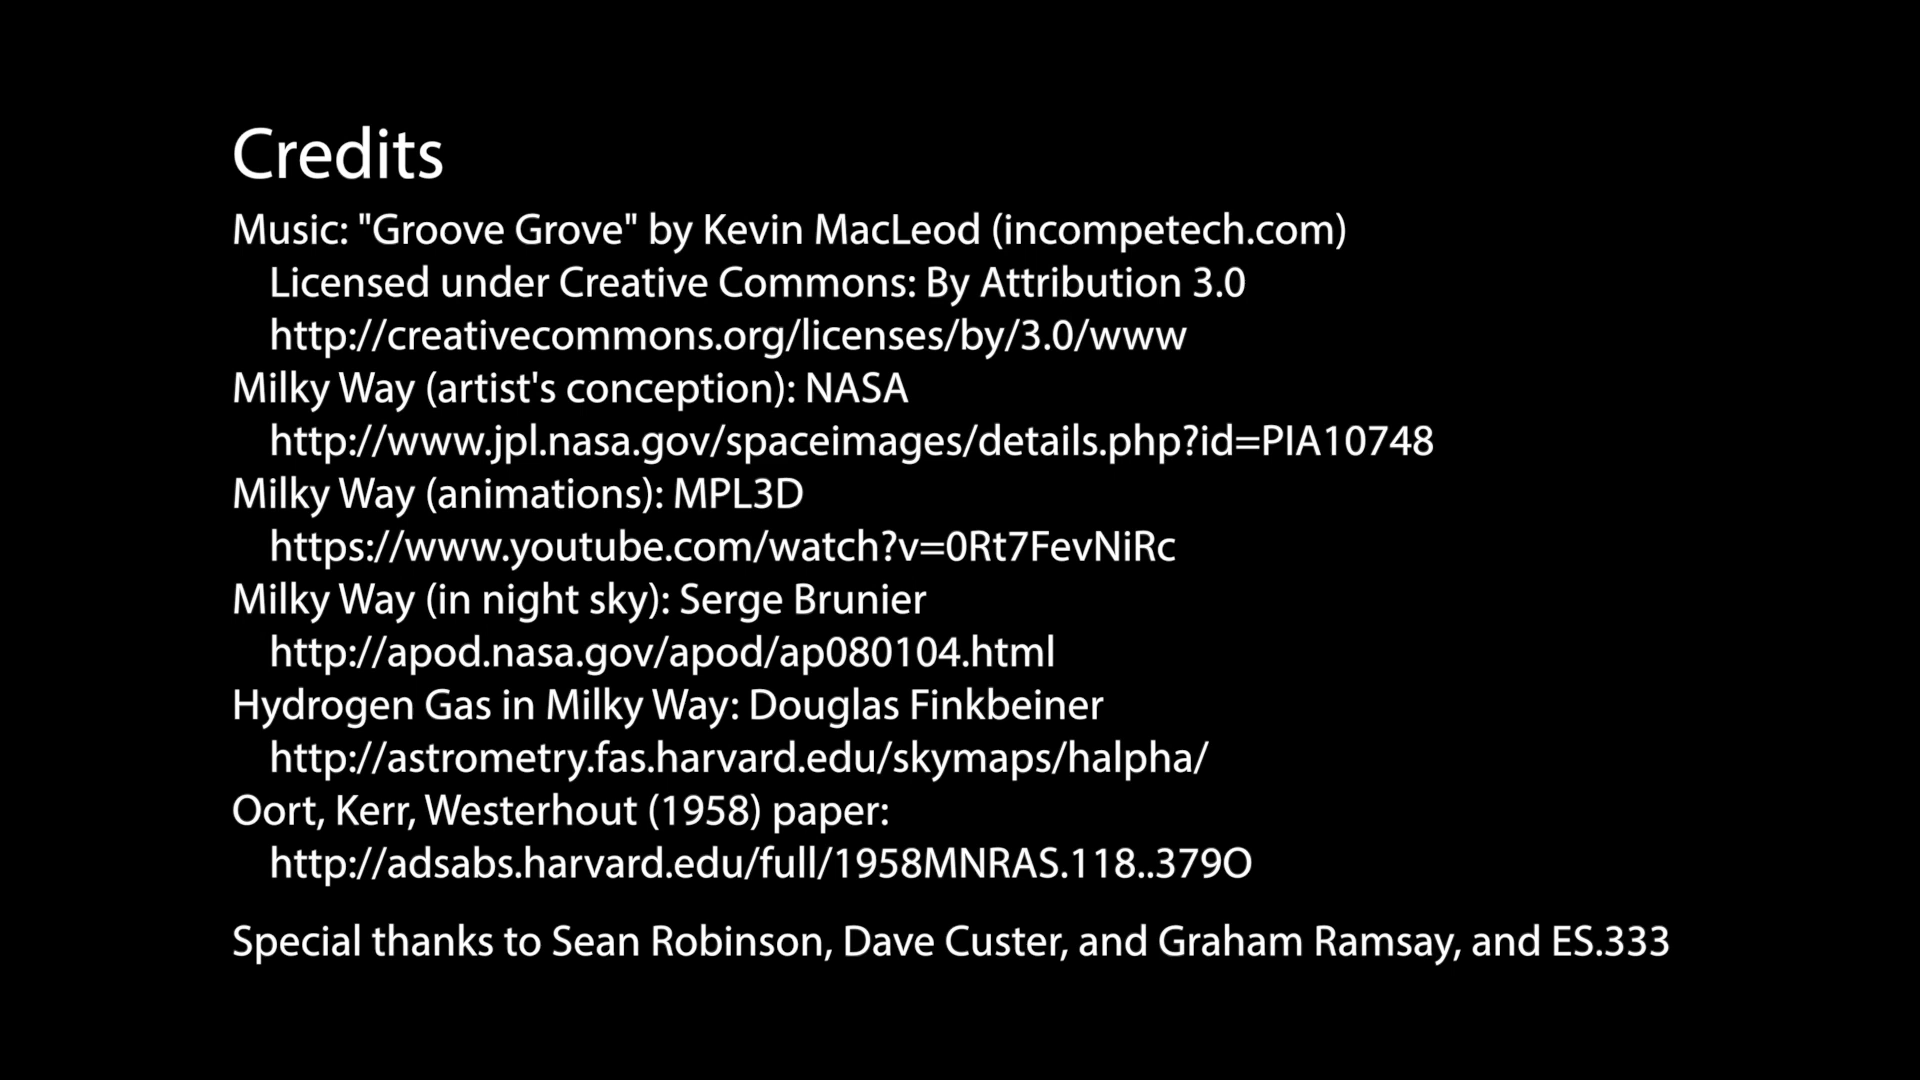 Credits
Music: "Groove Grove" by Kevin MacLeod (incompetech.com)
Licensed under Creative Commons: By Attribution 3.0
http://creativecommons.org/licenses/by/3.0/www
Milky Way (artist's conception): NASA
http://www.jpl.nasa.gov/spaceimages/details.php?id=PIA10748
Milky Way (animations): MPL3D
https://www.youtube.com/watch?v=0Rt7FevNiRc
Milky Way (in night sky): Serge Brunier
http://apod.nasa.gov/apod/ap080104.html
Hydrogen Gas in Milky Way: Douglas Finkbeiner
http://astrometry.fas.harvard.edu/skymaps/halpha/
Oort, Kerr, Westerhout (1958) paper:
http://adsabs.harvard.edu/full/1958MNRAS.118..379O
Special thanks to Sean Robinson, Dave Custer, and Graham Ramsay, and ES.333